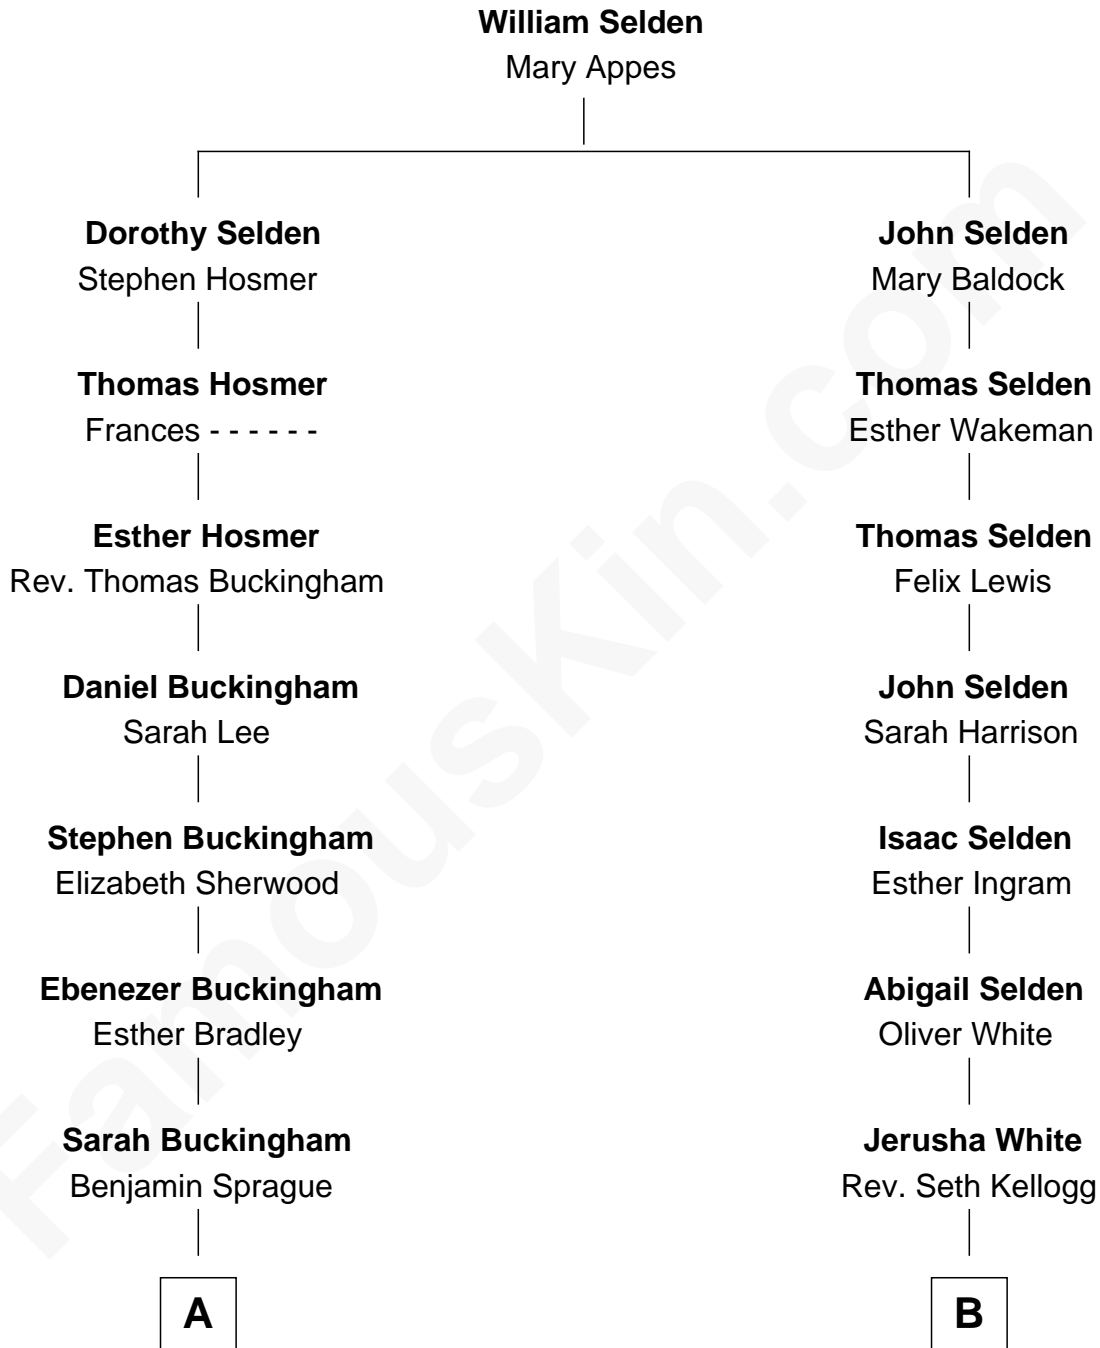 William Selden
Mary Appes
Dorothy Selden
Stephen Hosmer
John Selden
Mary Baldock
Thomas Hosmer
Frances - - - - - -
Thomas Selden
Esther Wakeman
Esther Hosmer
Rev. Thomas Buckingham
Thomas Selden
Felix Lewis
Daniel Buckingham
Sarah Lee
John Selden
Sarah Harrison
Stephen Buckingham
Elizabeth Sherwood
Isaac Selden
Esther Ingram
Ebenezer Buckingham
Esther Bradley
Abigail Selden
Oliver White
Sarah Buckingham
Benjamin Sprague
Jerusha White
Rev. Seth Kellogg
A
B
FamousKin.com